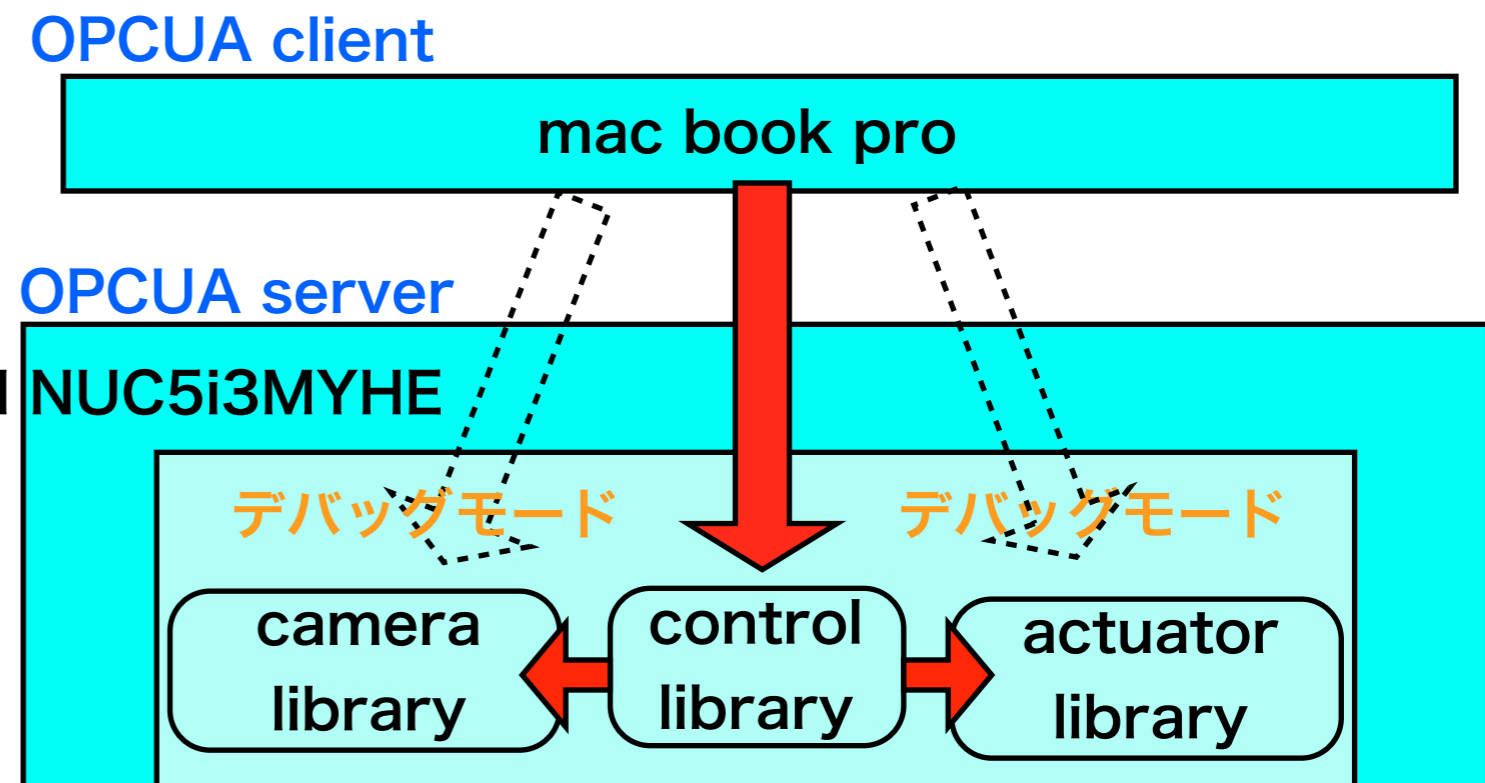 OPCUA client
mac book pro
OPCUA server
NUC5i3MYHE
デバッグモード
デバッグモード
camera
library
control
library
actuator
library